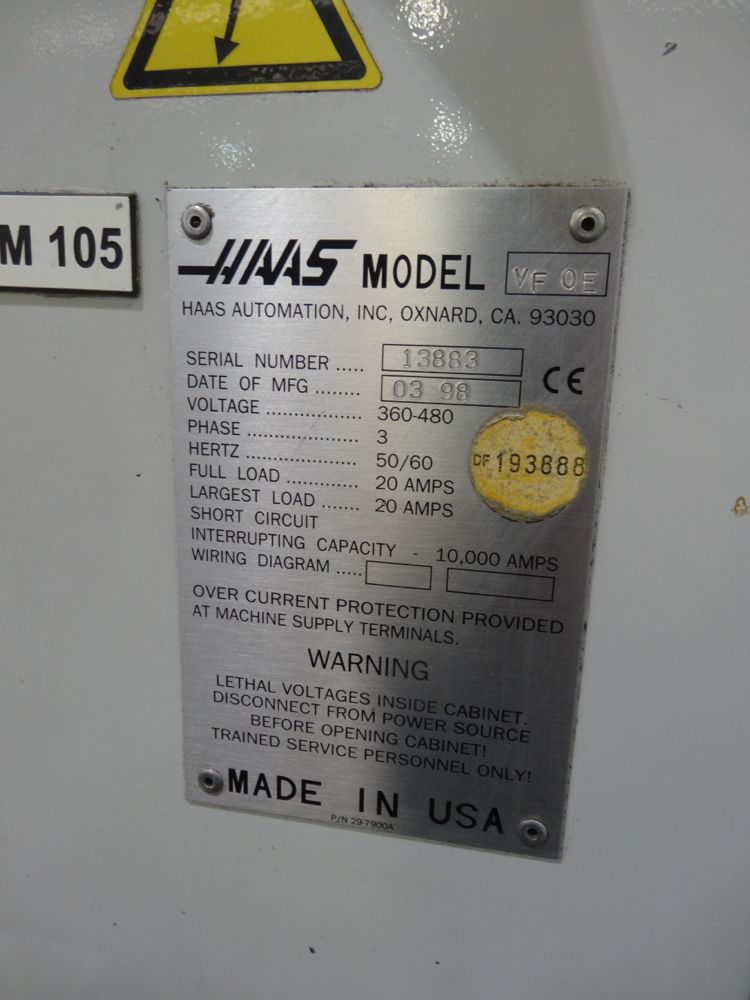 M 105
HAAS MODEL VF 0E
HAAS AUTOMATION, INC, OXNARD, CA. 93030
SERIAL NUMBER ..... 13883
DATE OF MFG ........ 03 98
CE
VOLTAGE ................. 360-480
PHASE .................... 3
HERTZ .................... 50/60
FULL LOAD ............. 20 AMPS
LARGEST LOAD ....... 20 AMPS
DF 193888
SHORT CIRCUIT
INTERRUPTING CAPACITY - 10,000 AMPS
WIRING DIAGRAM .....
OVER CURRENT PROTECTION PROVIDED
AT MACHINE SUPPLY TERMINALS.
WARNING
LETHAL VOLTAGES INSIDE CABINET.
DISCONNECT FROM POWER SOURCE
BEFORE OPENING CABINET!
TRAINED SERVICE PERSONNEL ONLY!
MADE IN USA
P/N 29-7900A